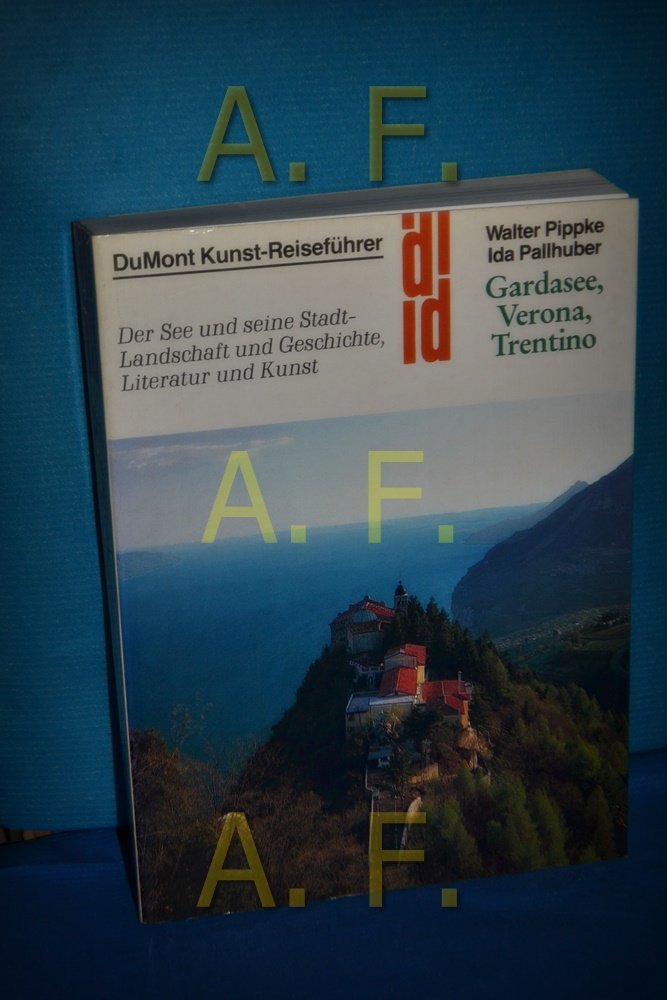 A. F.
DuMont Kunst-Reiseführer
Der See und seine Stadt-
Landschaft und Geschichte,
Literatur und Kunst
Walter Pippke
Ida Pallhuber
Gardasee,
Verona,
Trentino
A. F.
A. F.